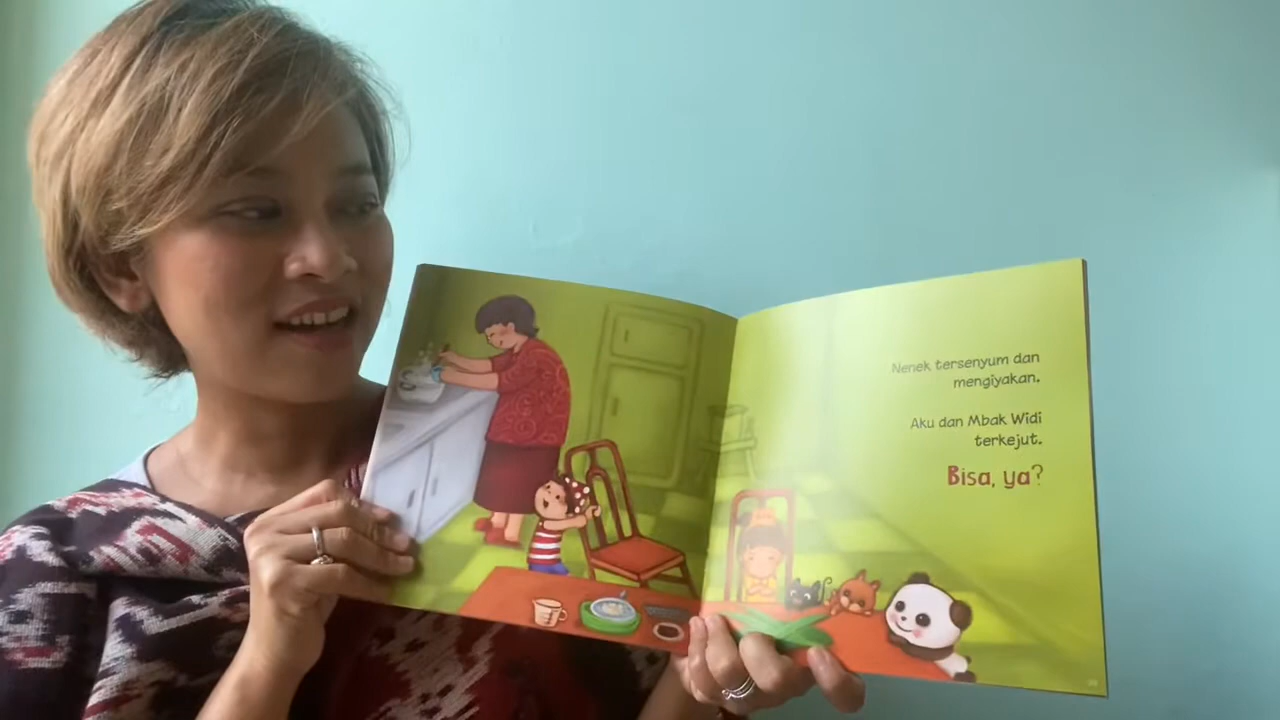 Nenek tersenyum dan
mengiyakan.
Aku dan Mbak Widi
terkejut.
Bisa, ya?